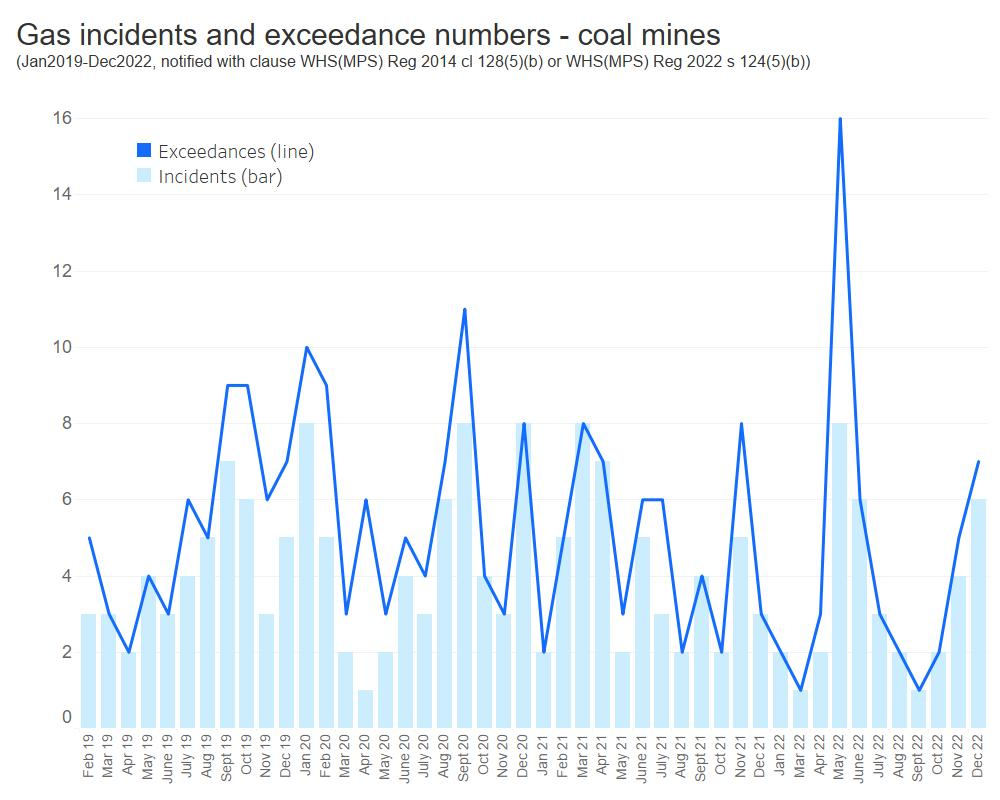 Gas incidents and exceedance numbers - coal mines
(Jan2019-Dec2022, notified with clause WHS(MPS) Reg 2014 cl 128(5)(b) or WHS(MPS) Reg 2022 s 124(5)(b))
16
Exceedances (line)
Incidents (bar)
14
12
10
8
6
4
2
0
Feb 19
Mar 19
Apr 19
May 19
June 19
July 19
Aug 19
Sept 19
Oct 19
Nov 19
Dec 19
Jan 20
Feb 20
Mar 20
Apr 20
May 20
June 20
July 20
Aug 20
Sept 20
Oct 20
Nov 20
Dec 20
Jan 21
Feb 21
Mar 21
Apr 21
May 21
June 21
July 21
Aug 21
Sept 21
Oct 21
Nov 21
Dec 21
Jan 22
Mar 22
Apr 22
May 22
June 22
July 22
Aug 22
Sept 22
Oct 22
Nov 22
Dec 22